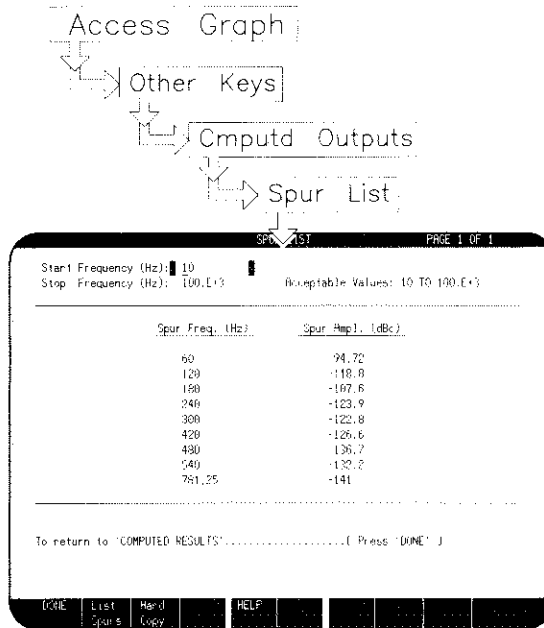 Access Graph
Other Keys
Cmputd Outputs
Spur List
SPUR LIST PAGE 1 OF 1
Start Frequency (Hz): 10
Stop Frequency (Hz): 100.E+3 Acceptable Values: 10 TO 100.E+3
Spur Freq. (Hz) Spur Ampl. (dBc)
60 -94.72
120 -118.8
180 -107.6
240 -123.9
300 -122.8
420 -126.6
480 -136.7
540 -132.2
781.25 -141
To return to 'COMPUTED RESULTS'....................[ Press 'DONE' ]
DONE List Hard HELP
Spurs Copy